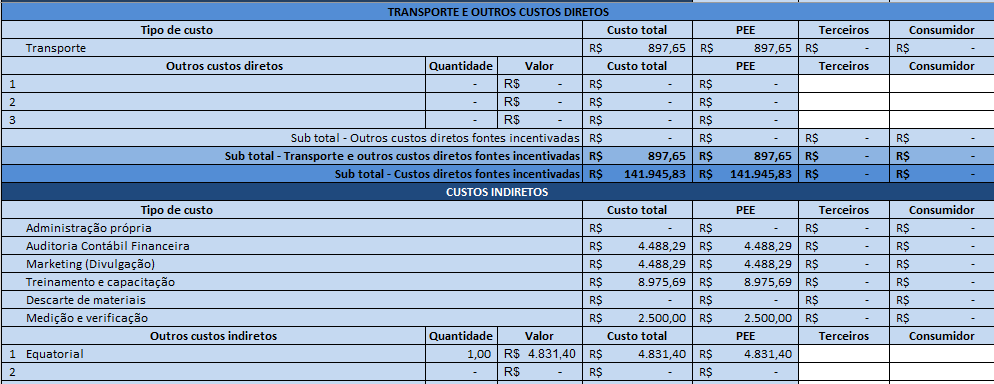 TRANSPORTE E OUTROS CUSTOS DIRETOS
Tipo de custo Custo total PEE Terceiros Consumidor
Transporte R$ 897,65 R$ 897,65 R$ - R$ -
Outros custos diretos Quantidade Valor Custo total PEE Terceiros Consumidor
1 - R$ - R$ - R$ -
2 - R$ - R$ - R$ -
3 - R$ - R$ - R$ -
Sub total - Outros custos diretos fontes incentivadas R$ - R$ - R$ - R$ -
Sub total - Transporte e outros custos diretos fontes incentivadas R$ 897,65 R$ 897,65 R$ - R$ -
Sub total - Custos diretos fontes incentivadas R$ 141.945,83 R$ 141.945,83 R$ - R$ -
CUSTOS INDIRETOS
Tipo de custo Custo total PEE Terceiros Consumidor
Administração própria R$ - R$ - R$ - R$ -
Auditoria Contábil Financeira R$ 4.488,29 R$ 4.488,29 R$ - R$ -
Marketing (Divulgação) R$ 4.488,29 R$ 4.488,29 R$ - R$ -
Treinamento e capacitação R$ 8.975,69 R$ 8.975,69 R$ - R$ -
Descarte de materiais R$ - R$ - R$ - R$ -
Medição e verificação R$ 2.500,00 R$ 2.500,00 R$ - R$ -
Outros custos indiretos Quantidade Valor Custo total PEE Terceiros Consumidor
1 Equatorial 1,00 R$ 4.831,40 R$ 4.831,40 R$ 4.831,40
2 - R$ - R$ - R$ -